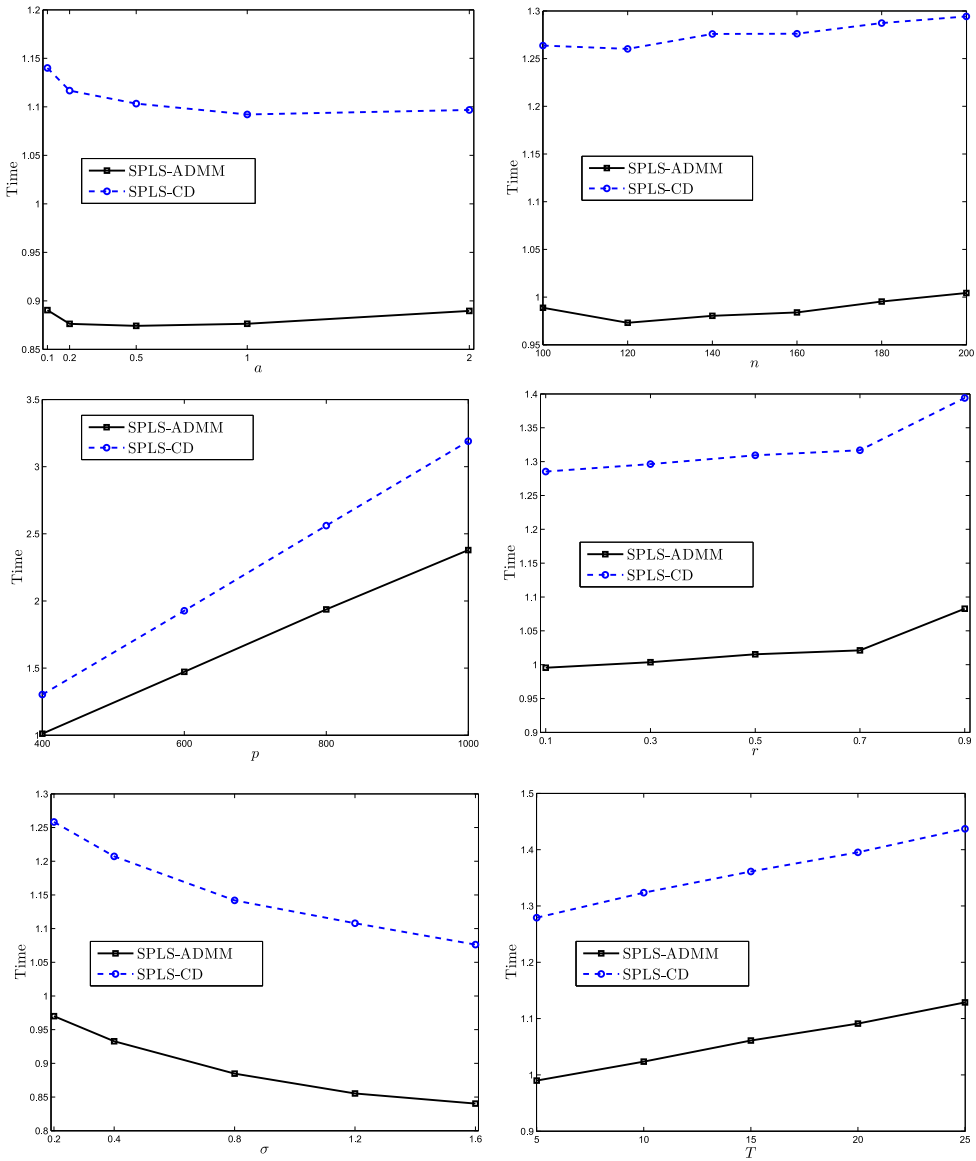 1.2
1.15
1.1
1.05
1
0.95
0.9
0.85
Time
SPLS-ADMM
SPLS-CD
0.1 0.2 0.5 1 2
a
1.3
1.25
1.2
1.15
1.1
1.05
1
0.95
Time
SPLS-ADMM
SPLS-CD
100 120 140 160 180 200
n
3.5
3
2.5
2
1.5
1
Time
SPLS-ADMM
SPLS-CD
400 600 800 1000
p
1.4
1.35
1.3
1.25
1.2
1.15
1.1
1.05
1
0.95
0.9
Time
SPLS-ADMM
SPLS-CD
0.1 0.3 0.5 0.7 0.9
r
1.3
1.25
1.2
1.15
1.1
1.05
1
0.95
0.9
0.85
0.8
Time
SPLS-ADMM
SPLS-CD
0.2 0.4 0.8 1.2 1.6
σ
1.5
1.4
1.3
1.2
1.1
1
0.9
Time
SPLS-ADMM
SPLS-CD
5 10 15 20 25
T